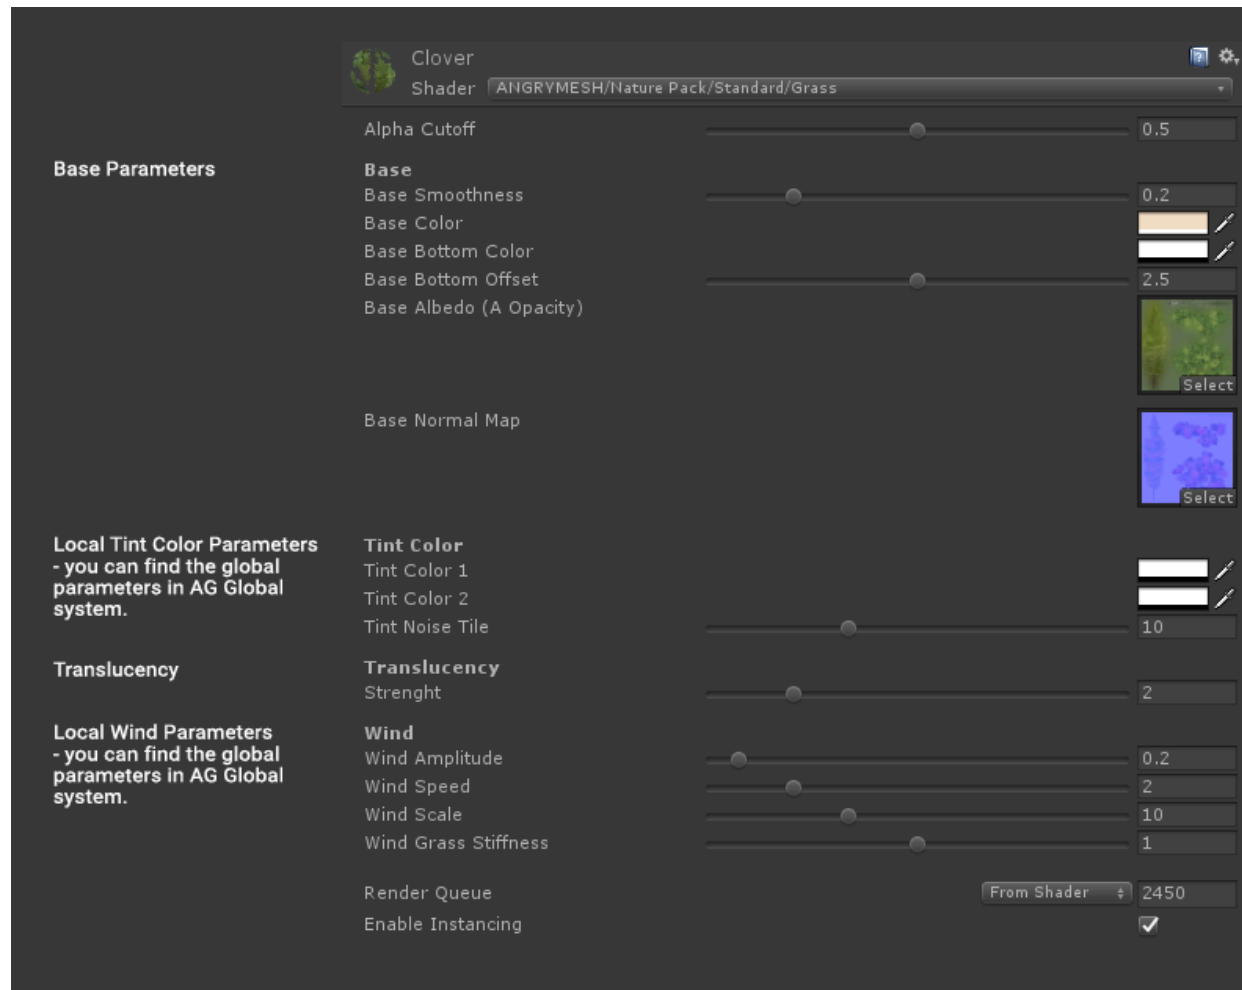 Clover
Shader ANGRYMESH/Nature Pack/Standard/Grass
Alpha Cutoff 0.5
Base Parameters
Base
Base Smoothness 0.2
Base Color
Base Bottom Color
Base Bottom Offset 2.5
Base Albedo (A Opacity)
Select
Base Normal Map
Select
Local Tint Color Parameters
- you can find the global
parameters in AG Global
system.
Tint Color
Tint Color 1
Tint Color 2
Tint Noise Tile 10
Translucency
Translucency
Strenght 2
Local Wind Parameters
- you can find the global
parameters in AG Global
system.
Wind
Wind Amplitude 0.2
Wind Speed 2
Wind Scale 10
Wind Grass Stiffness 1
Render Queue From Shader 2450
Enable Instancing